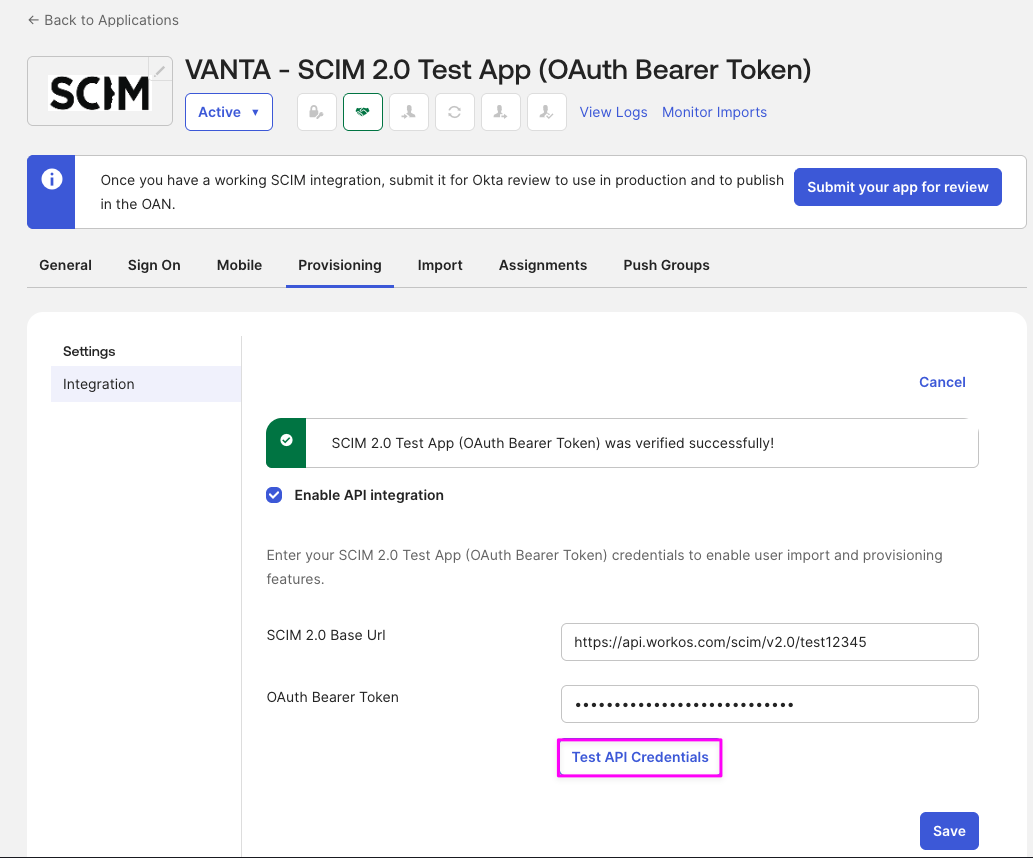 ← Back to Applications
SCIM
VANTA - SCIM 2.0 Test App (OAuth Bearer Token)
Active ▼
View Logs
Monitor Imports
Once you have a working SCIM integration, submit it for Okta review to use in production and to publish
in the OAN.
Submit your app for review
General
Sign On
Mobile
Provisioning
Import
Assignments
Push Groups
Settings
Integration
Cancel
SCIM 2.0 Test App (OAuth Bearer Token) was verified successfully!
Enable API integration
Enter your SCIM 2.0 Test App (OAuth Bearer Token) credentials to enable user import and provisioning
features.
SCIM 2.0 Base Url
https://api.workos.com/scim/v2.0/test12345
OAuth Bearer Token
••••••••••••••••••••••••••••
Test API Credentials
Save